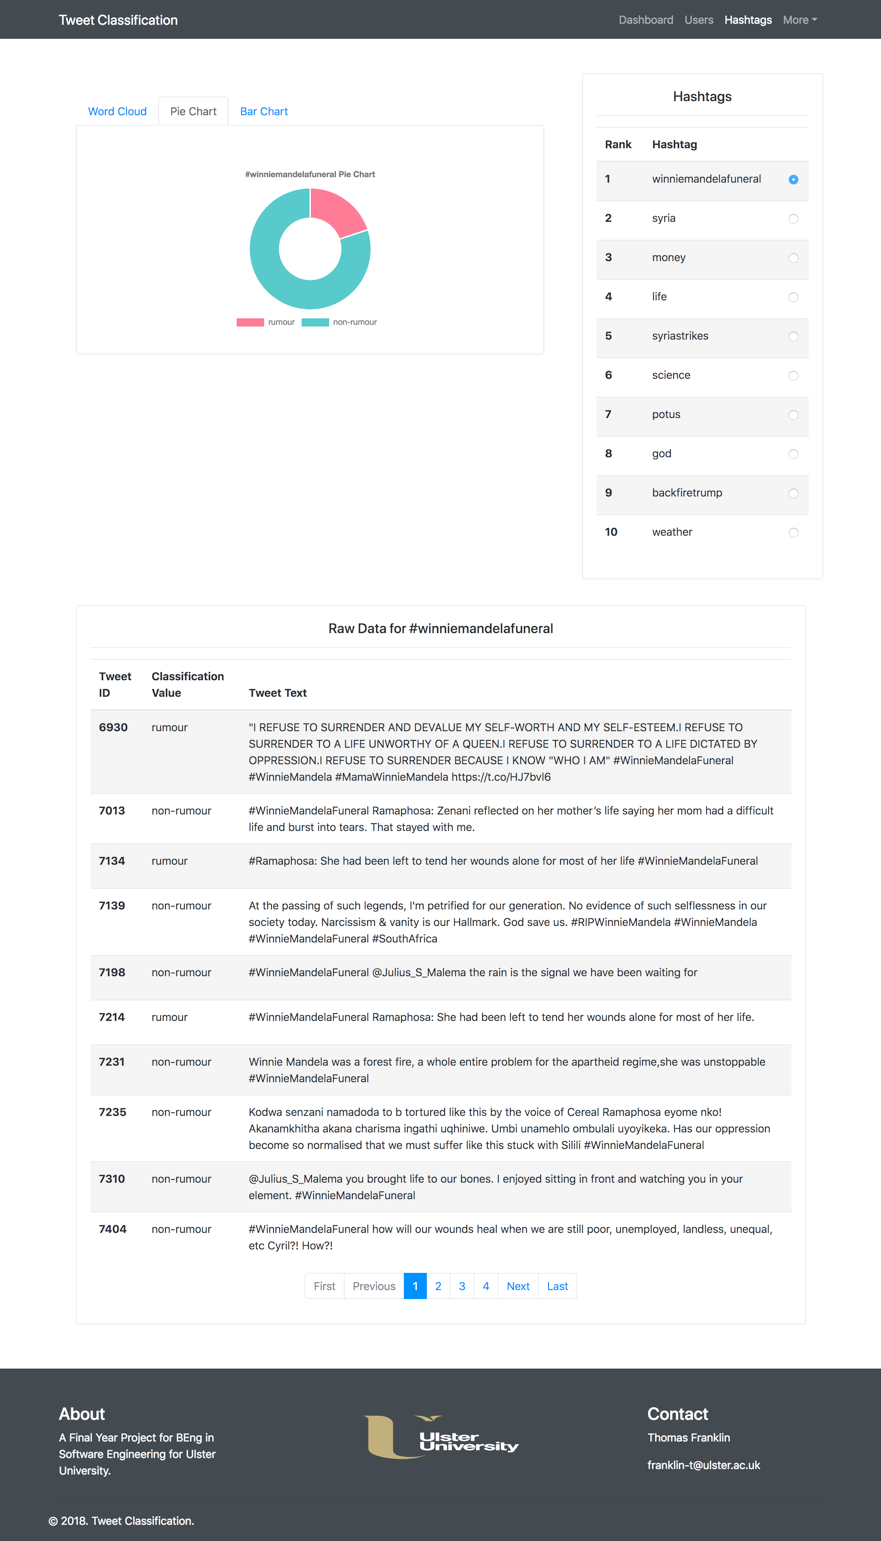 Tweet Classification
Dashboard Users Hashtags More
Word Cloud Pie Chart Bar Chart
#winniemandelafuneral Pie Chart
rumour non-rumour
Hashtags
Rank Hashtag
1 winniemandelafuneral
2 syria
3 money
4 life
5 syriastrikes
6 science
7 potus
8 god
9 backfiretrump
10 weather
Raw Data for #winniemandelafuneral
Tweet ID Classification Value Tweet Text
6930 rumour "I REFUSE TO SURRENDER AND DEVALUE MY SELF-WORTH AND MY SELF-ESTEEM.I REFUSE TO
SURRENDER TO A LIFE UNWORTHY OF A QUEEN.I REFUSE TO SURRENDER TO A LIFE DICTATED BY
OPPRESSION.I REFUSE TO SURRENDER BECAUSE I KNOW "WHO I AM" #WinnieMandelaFuneral
#WinnieMandela #MamaWinnieMandela https://t.co/HJ7bvl6
7013 non-rumour #WinnieMandelaFuneral Ramaphosa: Zenani reflected on her mother’s life saying her mom had a difficult
life and burst into tears. That stayed with me.
7134 rumour #Ramaphosa: She had been left to tend her wounds alone for most of her life #WinnieMandelaFuneral
7139 non-rumour At the passing of such legends, I'm petrified for our generation. No evidence of such selflessness in our
society today. Narcissism & vanity is our Hallmark. God save us. #RIPWinnieMandela #WinnieMandela
#WinnieMandelaFuneral #SouthAfrica
7198 non-rumour #WinnieMandelaFuneral @Julius_S_Malema the rain is the signal we have been waiting for
7214 rumour #WinnieMandelaFuneral Ramaphosa: She had been left to tend her wounds alone for most of her life.
7231 non-rumour Winnie Mandela was a forest fire, a whole entire problem for the apartheid regime,she was unstoppable
#WinnieMandelaFuneral
7235 non-rumour Kodwa senzani namadoda to b tortured like this by the voice of Cereal Ramaphosa eyome nko!
Akanamkhitha akana charisma ingathi uqhiniwe. Umbi unamehlo ombulali uyoyikeka. Has our oppression
become so normalised that we must suffer like this stuck with Silili #WinnieMandelaFuneral
7310 non-rumour @Julius_S_Malema you brought life to our bones. I enjoyed sitting in front and watching you in your
element. #WinnieMandelaFuneral
7404 non-rumour #WinnieMandelaFuneral how will our wounds heal when we are still poor, unemployed, landless, unequal,
etc Cyril?! How?!
First Previous 1 2 3 4 Next Last
About
A Final Year Project for BEng in
Software Engineering for Ulster
University.
Ulster
University
Contact
Thomas Franklin
franklin-t@ulster.ac.uk
© 2018. Tweet Classification.